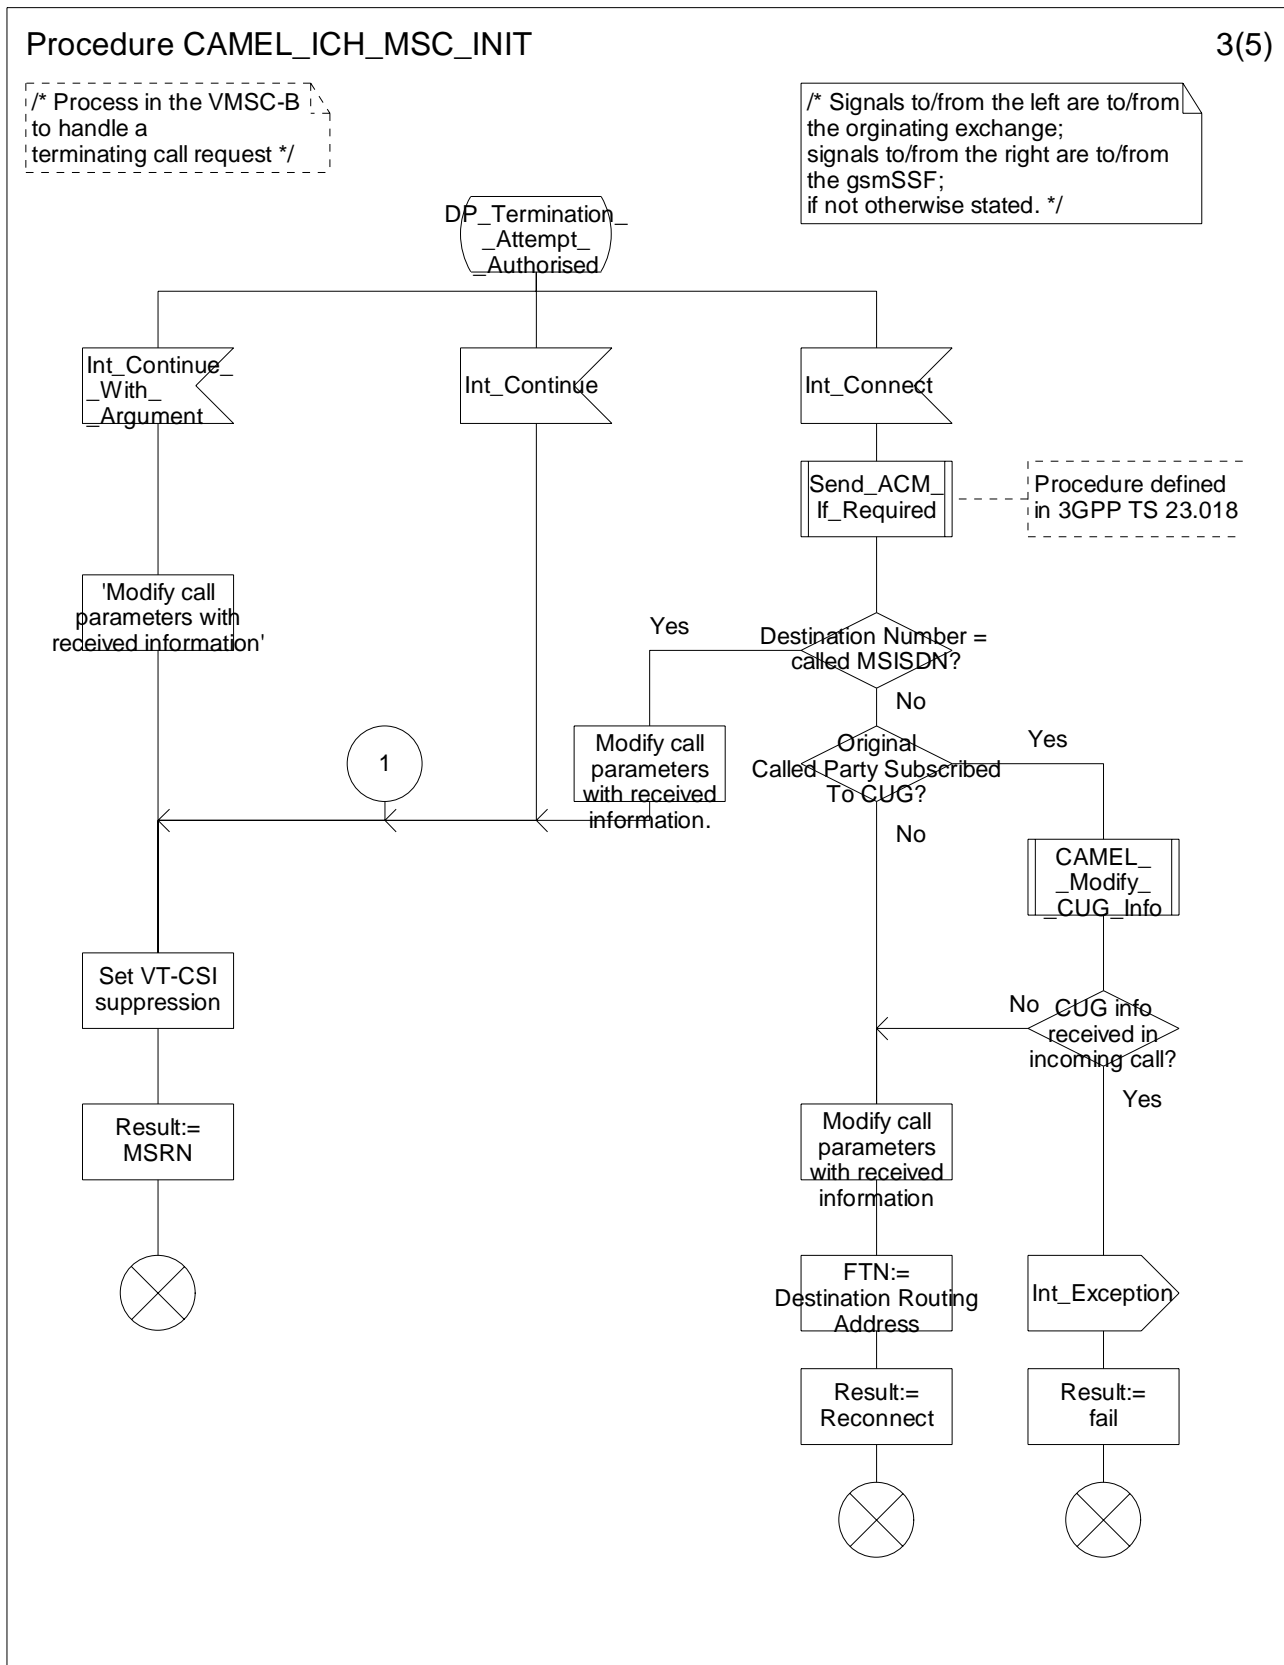 Procedure CAMEL_ICH_MSC_INIT
3(5)
/* Process in the VMSC-B
to handle a
terminating call request */
/* Signals to/from the left are to/from
the orginating exchange;
signals to/from the right are to/from
the gsmSSF;
if not otherwise stated. */
DP_Termination_
_Attempt_
_Authorised
Int_Continue_
_With_
_Argument
Int_Continue
Int_Connect
Send_ACM_
If_Required
Procedure defined
in 3GPP TS 23.018
'Modify call
parameters with
received information'
Yes
Destination Number =
called MSISDN?
No
1
Modify call
parameters
with received
information.
Original
Called Party Subscribed
To CUG?
Yes
No
CAMEL_
_Modify_
_CUG_Info
Set VT-CSI
suppression
No
CUG info
received in
incoming call?
Yes
Result:=
MSRN
Modify call
parameters
with received
information
FTN:=
Destination Routing
Address
Int_Exception
Result:=
Reconnect
Result:=
fail